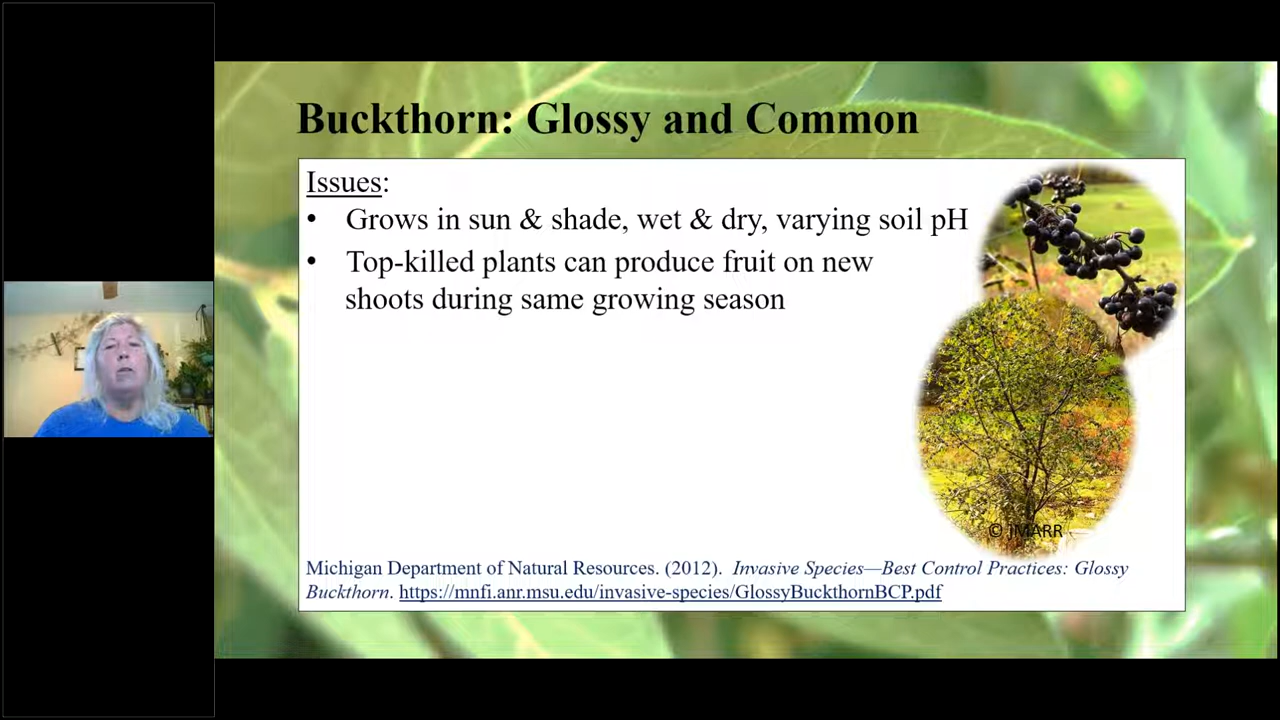 Buckthorn: Glossy and Common
Issues:
• Grows in sun & shade, wet & dry, varying soil pH
• Top-killed plants can produce fruit on new
shoots during same growing season
© JMARR
Michigan Department of Natural Resources. (2012). Invasive Species—Best Control Practices: Glossy
Buckthorn. https://mnfi.anr.msu.edu/invasive-species/GlossyBuckthornBCP.pdf